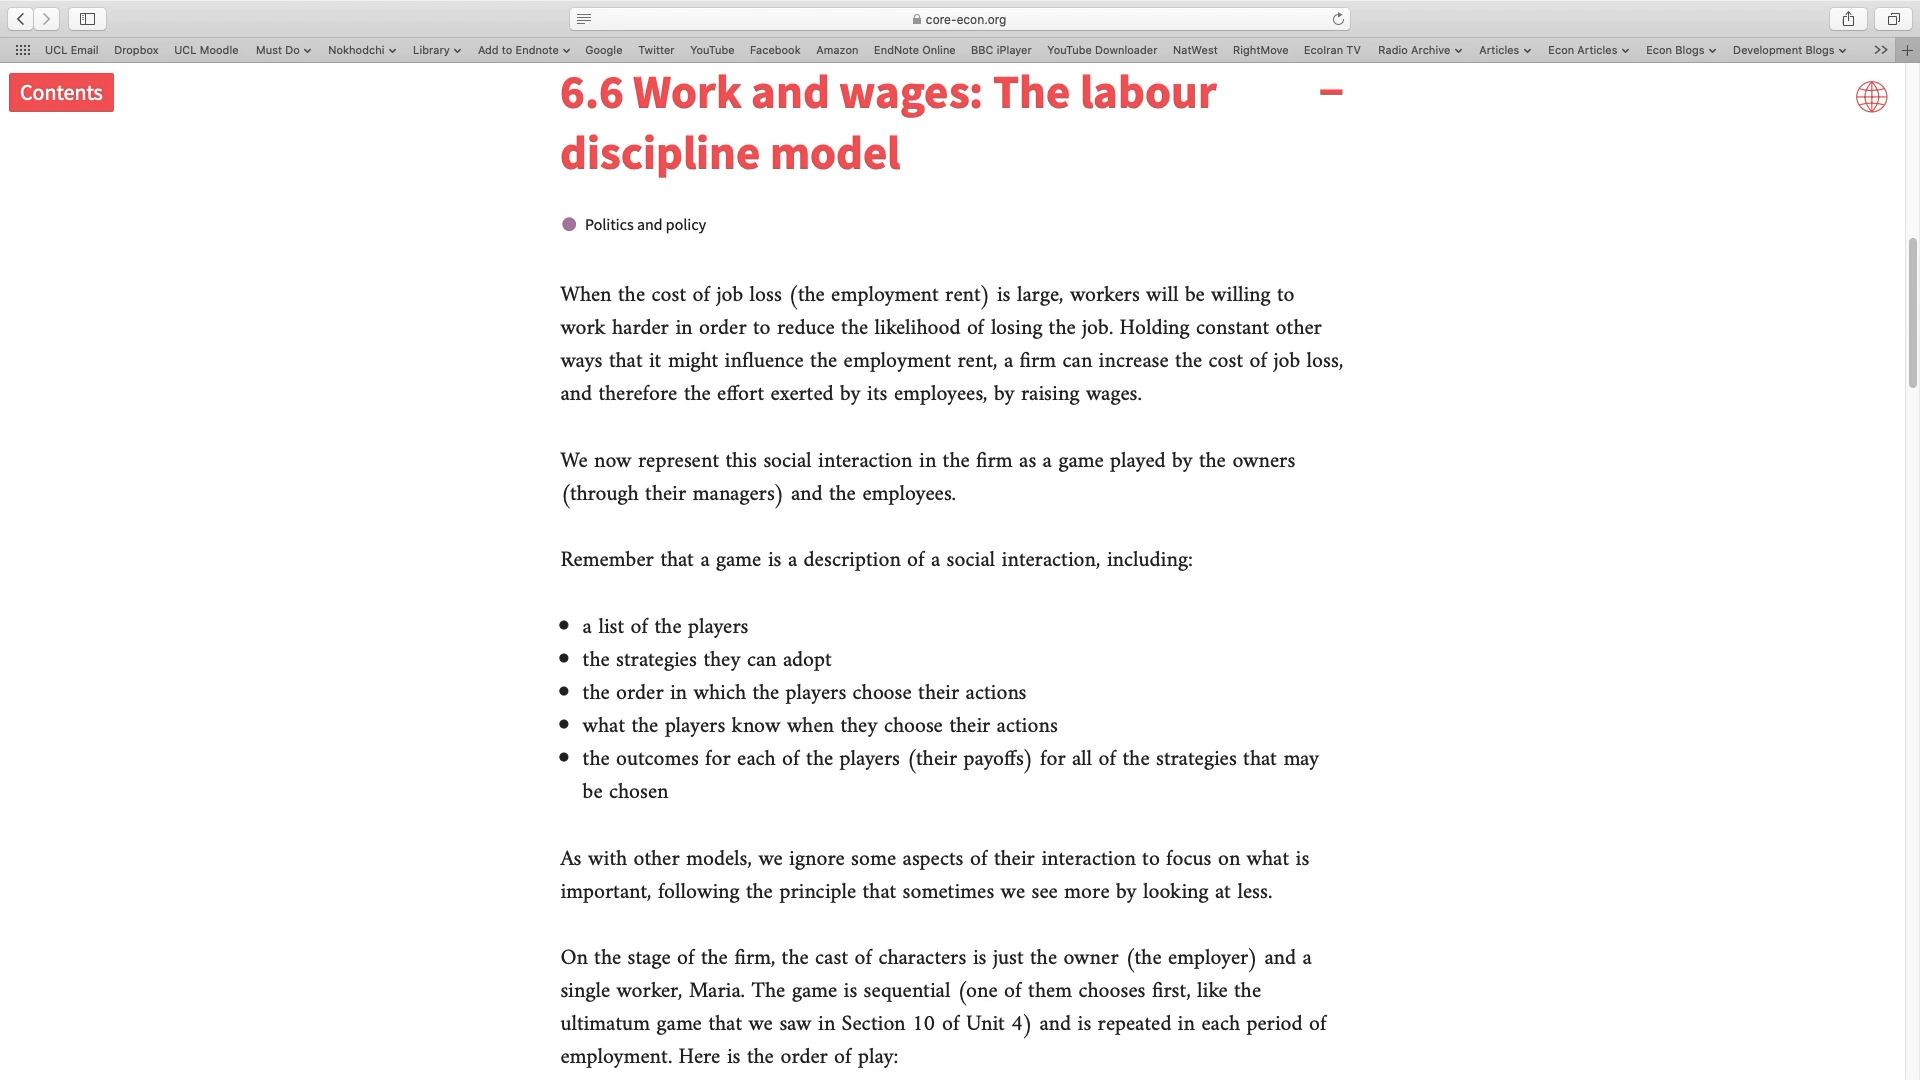 core-econ.org
UCL Email Dropbox UCL Moodle Must Do Nokhodchi Library Add to Endnote Google Twitter YouTube Facebook Amazon EndNote Online BBC iPlayer YouTube Downloader NatWest RightMove EcoIran TV Radio Archive Articles Econ Articles Econ Blogs Development Blogs
Contents
6.6 Work and wages: The labour
discipline model
Politics and policy
When the cost of job loss (the employment rent) is large, workers will be willing to
work harder in order to reduce the likelihood of losing the job. Holding constant other
ways that it might influence the employment rent, a firm can increase the cost of job loss,
and therefore the effort exerted by its employees, by raising wages.
We now represent this social interaction in the firm as a game played by the owners
(through their managers) and the employees.
Remember that a game is a description of a social interaction, including:
• a list of the players
• the strategies they can adopt
• the order in which the players choose their actions
• what the players know when they choose their actions
• the outcomes for each of the players (their payoffs) for all of the strategies that may
be chosen
As with other models, we ignore some aspects of their interaction to focus on what is
important, following the principle that sometimes we see more by looking at less.
On the stage of the firm, the cast of characters is just the owner (the employer) and a
single worker, Maria. The game is sequential (one of them chooses first, like the
ultimatum game that we saw in Section 10 of Unit 4) and is repeated in each period of
employment. Here is the order of play: